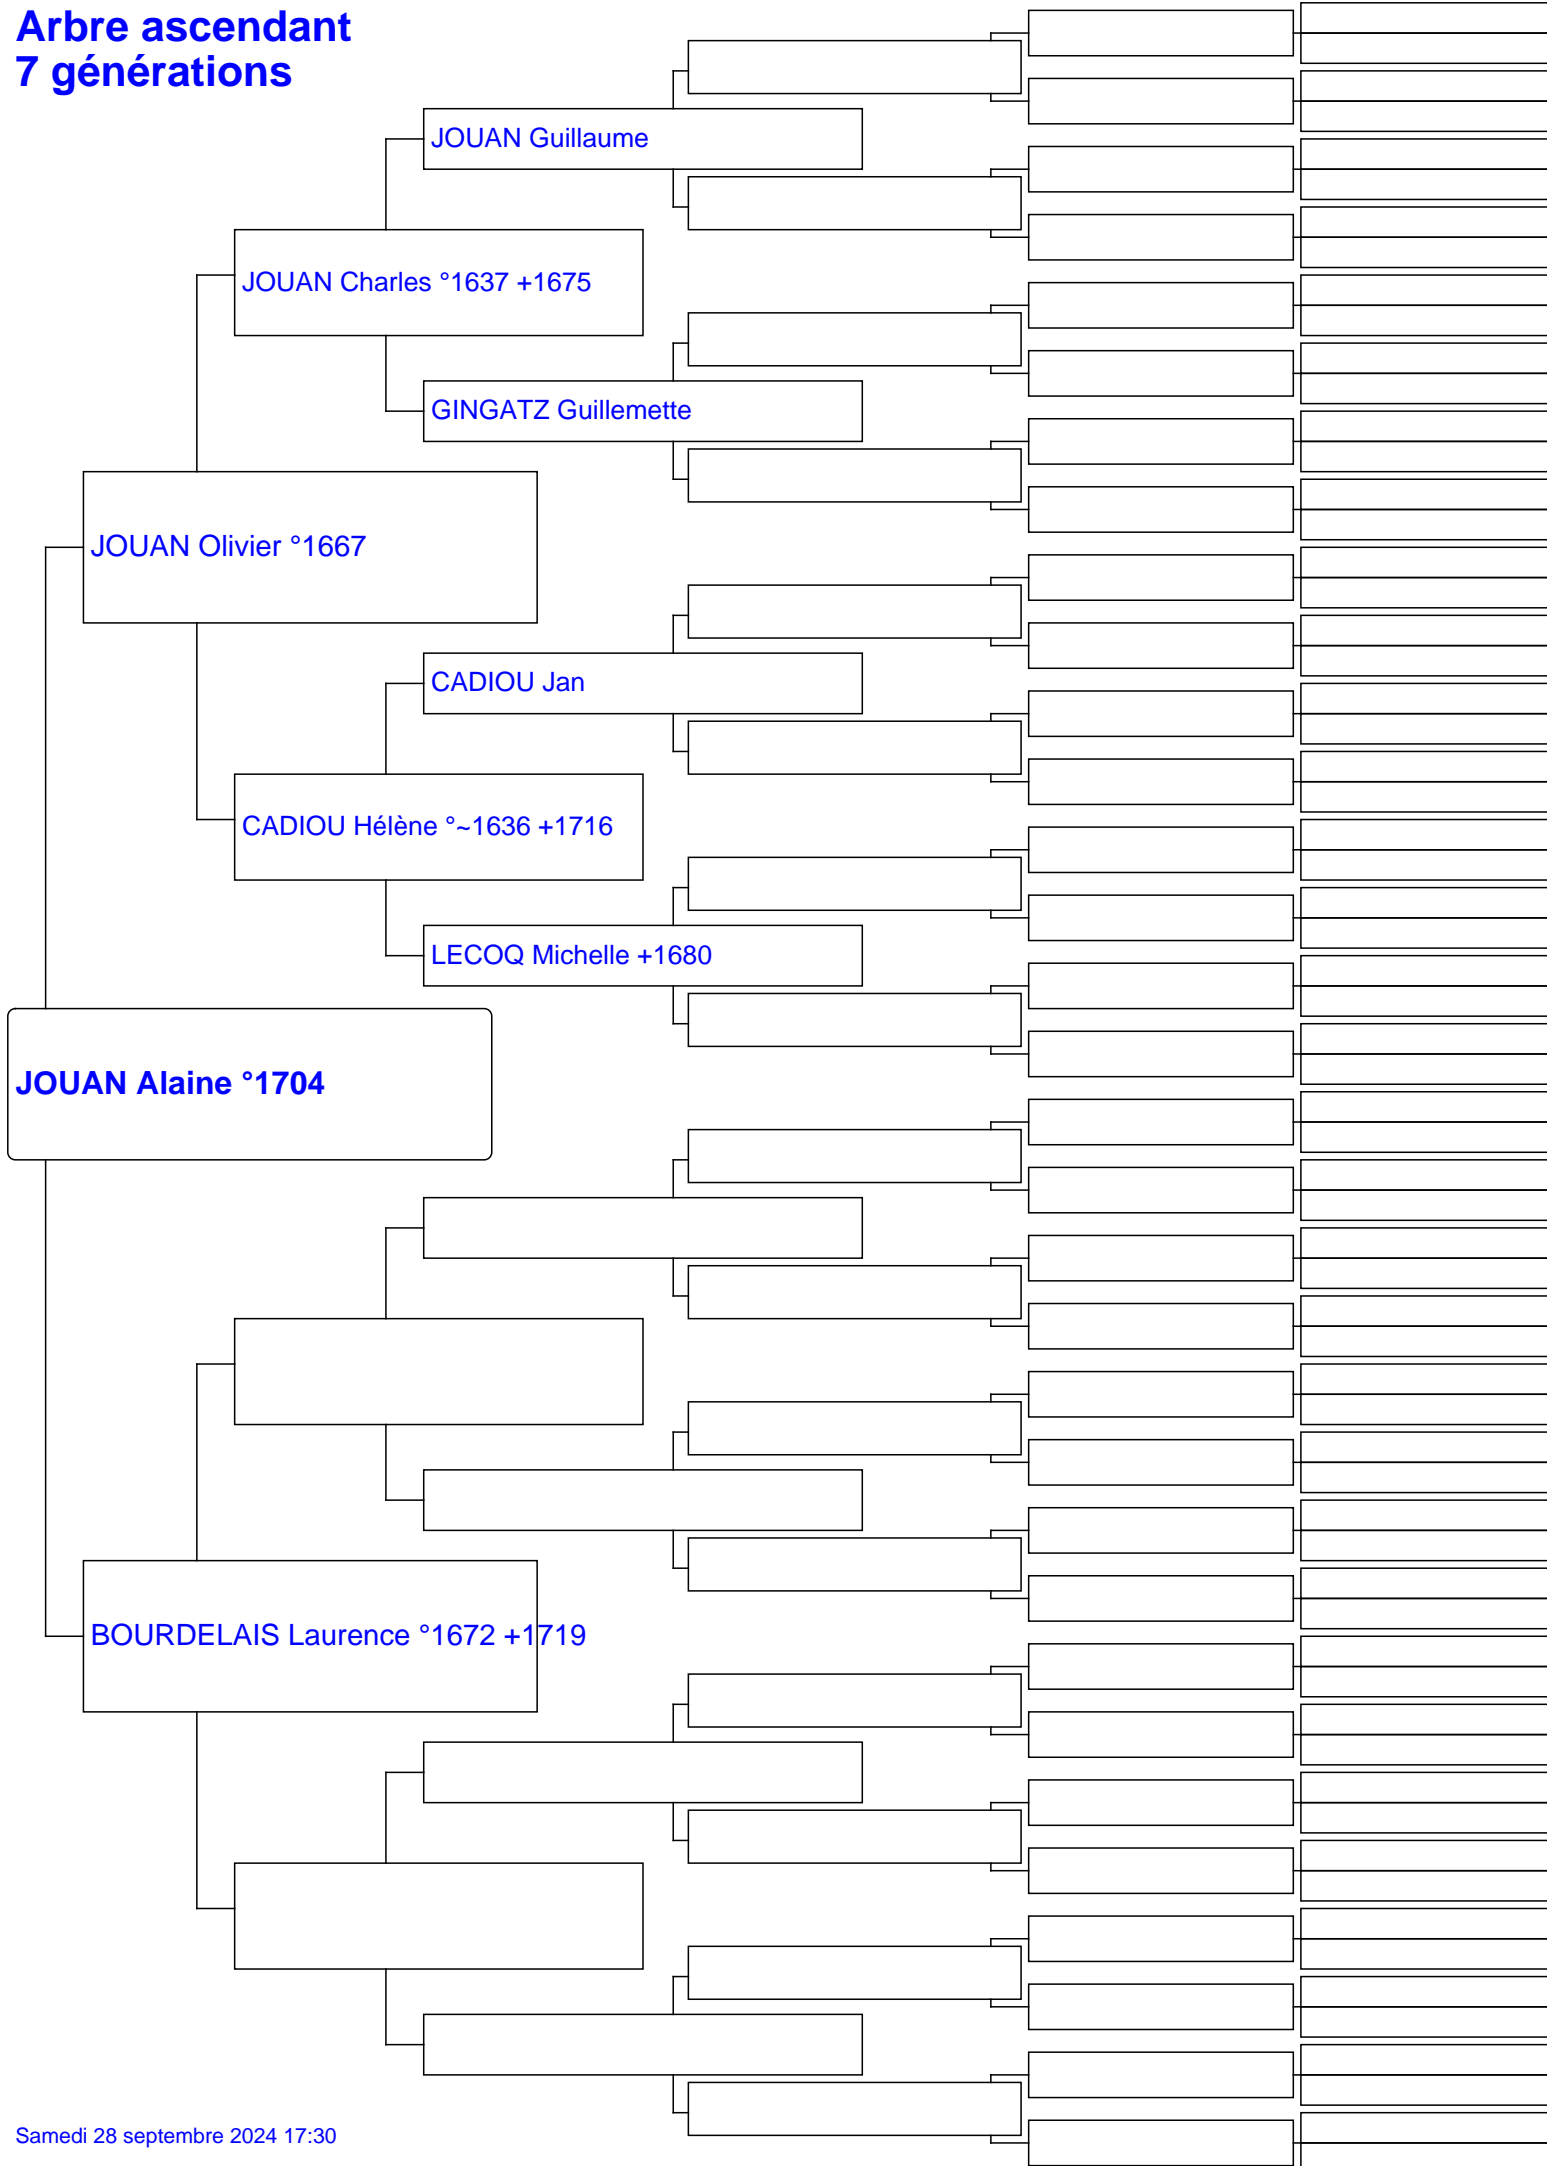 Arbre ascendant
7 générations
JOUAN Guillaume
JOUAN Charles °1637 +1675
GINGATZ Guillemette
JOUAN Olivier °1667
CADIOU Jan
CADIOU Hélène °~1636 +1716
LECOQ Michelle +1680
JOUAN Alaine °1704
BOURDELAIS Laurence °1672 +1719
Samedi 28 septembre 2024 17:30